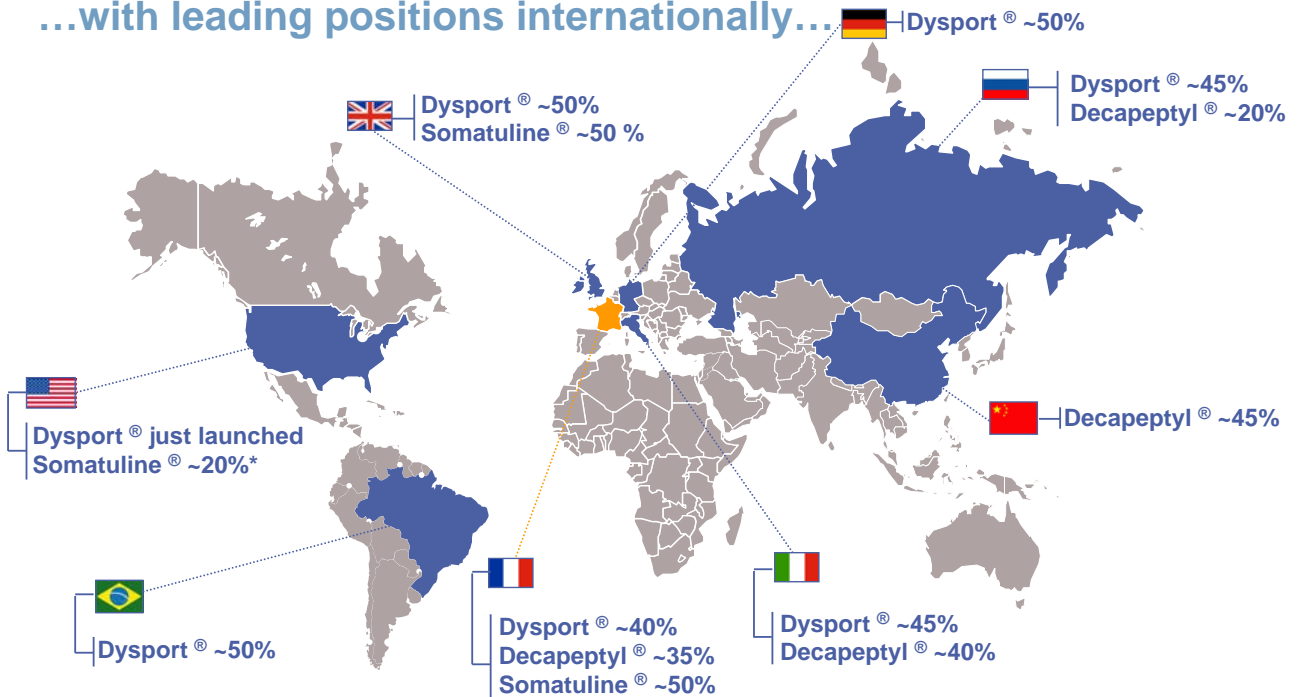 …with leading positions internationally…
Dysport ® ~50%
Dysport ® ~45%
Decapeptyl ® ~20%
Dysport ® ~50%
Somatuline ® ~50 %
Dysport ® just launched
Somatuline ® ~20%*
Decapeptyl ® ~45%
Dysport ® ~50%
Dysport ® ~40%
Decapeptyl ® ~35%
Somatuline ® ~50%
Dysport ® ~45%
Decapeptyl ® ~40%